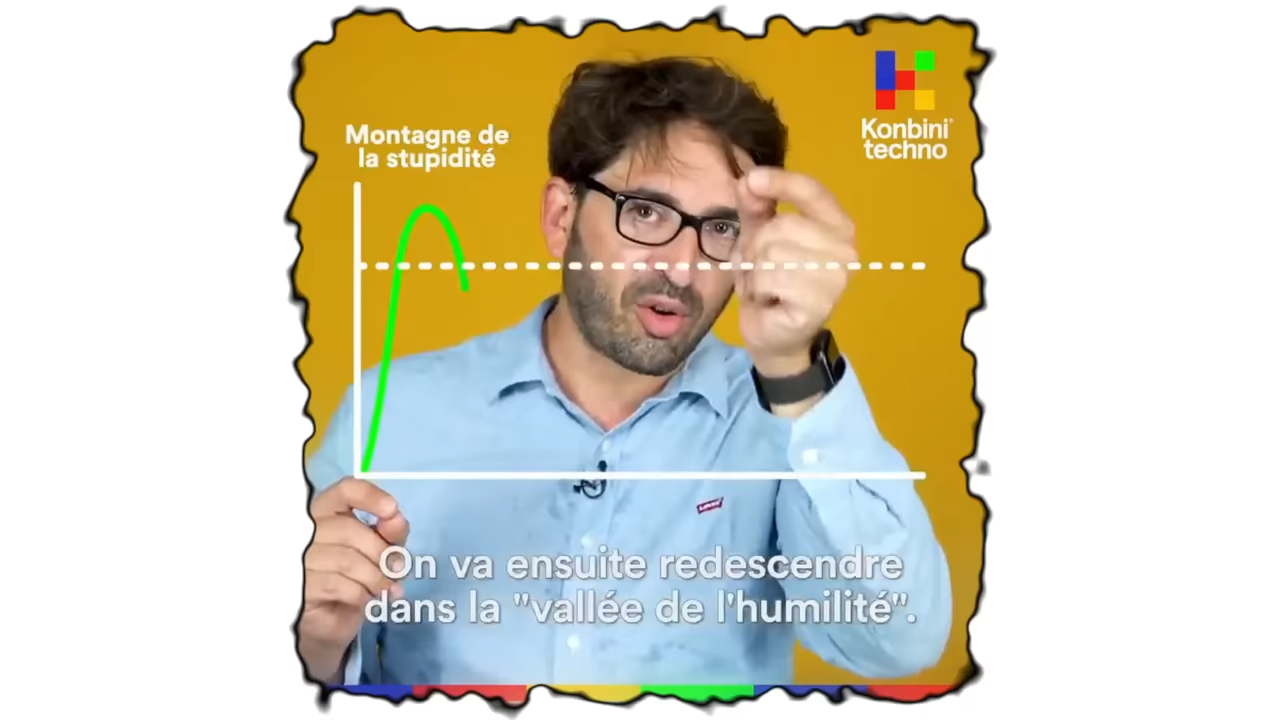 Konbini
techno
Montagne de
la stupidité
On va ensuite redescendre
dans la "vallée de l'humilité".